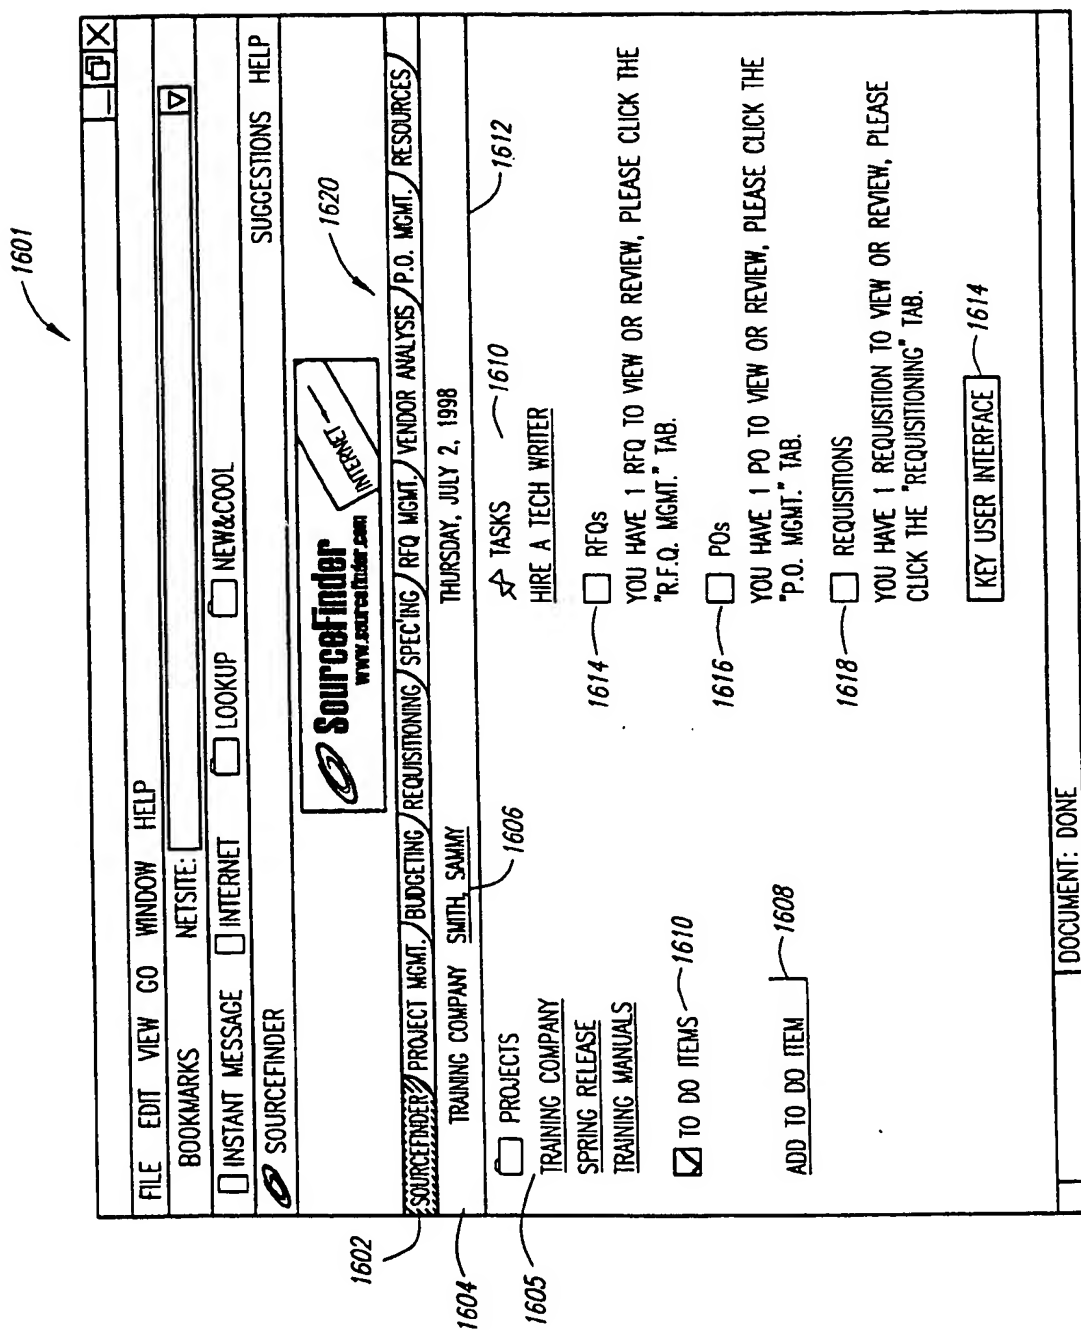 1601
FILE EDIT VIEW GO WINDOW HELP
BOOKMARKS NETSITE:
INSTANT MESSAGE INTERNET LOOKUP NEW&COOL
SOURCEFINDER SUGGESTIONS HELP
SourceFinder
www.sourcefinder.com
INTERNET
1620
1602
SOURCEFINDER PROJECT MGMT. BUDGETING REQUISITIONING SPEC'ING RFQ MGMT. VENDOR ANALYSIS P.O. MGMT. RESOURCES
1604
TRAINING COMPANY SMITH, SAMMY THURSDAY, JULY 2, 1998
1606
1612
PROJECTS
1605
TRAINING COMPANY
SPRING RELEASE
TRAINING MANUALS
TO DO ITEMS 1610
ADD TO DO ITEM 1608
TASKS 1610
HIRE A TECH WRITER
1614 RFQs
YOU HAVE 1 RFQ TO VIEW OR REVIEW, PLEASE CLICK THE
"R.F.Q. MGMT." TAB.
1616 POs
YOU HAVE 1 PO TO VIEW OR REVIEW, PLEASE CLICK THE
"P.O. MGMT." TAB.
1618 REQUISITIONS
YOU HAVE 1 REQUISITION TO VIEW OR REVIEW, PLEASE
CLICK THE "REQUISITIONING" TAB.
KEY USER INTERFACE 1614
DOCUMENT: DONE